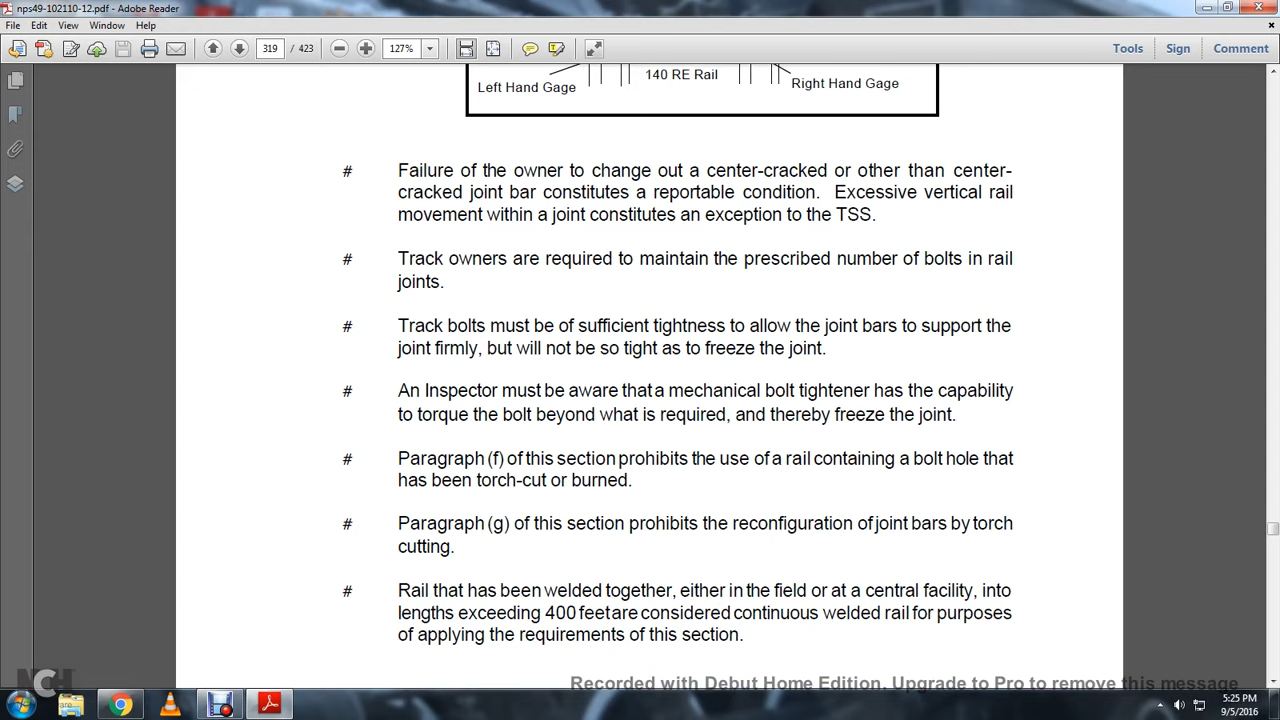 nps49-102110-12.pdf - Adobe Reader
File Edit View Window Help
319 / 423 127% Tools Sign Comment
Left Hand Gage 140 RE Rail Right Hand Gage
# Failure of the owner to change out a center-cracked or other than center-
cracked joint bar constitutes a reportable condition. Excessive vertical rail
movement within a joint constitutes an exception to the TSS.
# Track owners are required to maintain the prescribed number of bolts in rail
joints.
# Track bolts must be of sufficient tightness to allow the joint bars to support the
joint firmly, but will not be so tight as to freeze the joint.
# An Inspector must be aware that a mechanical bolt tightener has the capability
to torque the bolt beyond what is required, and thereby freeze the joint.
# Paragraph (f) of this section prohibits the use of a rail containing a bolt hole that
has been torch-cut or burned.
# Paragraph (g) of this section prohibits the reconfiguration of joint bars by torch
cutting.
# Rail that has been welded together, either in the field or at a central facility, into
lengths exceeding 400 feet are considered continuous welded rail for purposes
of applying the requirements of this section.
NCH
Recorded with Debut Home Edition. Upgrade to Pro to remove this message
5:25 PM
9/5/2016